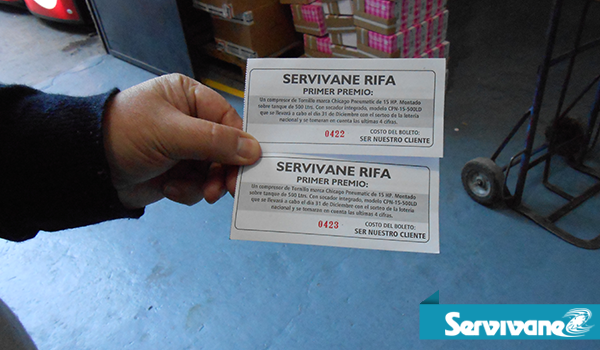 SERVIVANE RIFA
PRIMER PREMIO:
Un compresor de Tornillo marca Chicago Pneumatic de 15 HP. Montado
sobre tanque de 500 Ltrs. Con secador integrado, modelo CPN-15-500LD
que se llevará a cabo el día 31 de Diciembre con el sorteo de la lotería
nacional y se tomaran en cuenta las ultimas 4 cifras.
0422
COSTO DEL BOLETO:
SER NUESTRO CLIENTE
SERVIVANE RIFA
PRIMER PREMIO:
Un compresor de Tornillo marca Chicago Pneumatic de 15 HP. Montado
sobre tanque de 500 Ltrs. Con secador integrado, modelo CPN-15-500LD
que se llevará a cabo el día 31 de Diciembre con el sorteo de la lotería
nacional y se tomaran en cuenta las ultimas 4 cifras.
0423
COSTO DEL BOLETO:
SER NUESTRO CLIENTE
Servivane